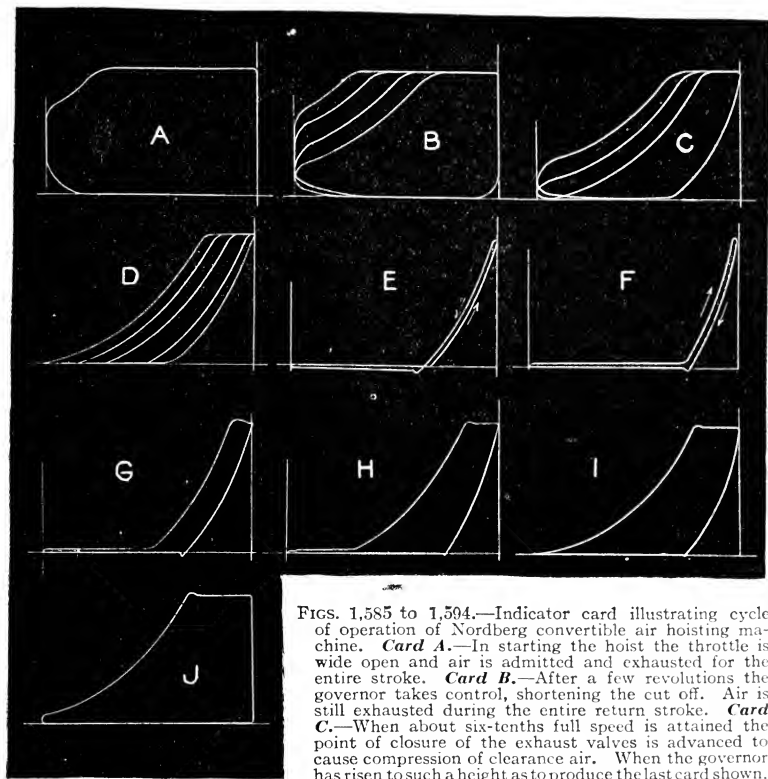 A
B
C
D
E
F
G
H
I
J
FIGS. 1,585 to 1,594.—Indicator card illustrating cycle
of operation of Nordberg convertible air hoisting ma-
chine. Card A.—In starting the hoist the throttle is
wide open and air is admitted and exhausted for the
entire stroke. Card B.—After a few revolutions the
governor takes control, shortening the cut off. Air is
still exhausted during the entire return stroke. Card
C.—When about six-tenths full speed is attained the
point of closure of the exhaust valves is advanced to
cause compression of clearance air. When the governor
has risen to such a height as to produce the last card shown